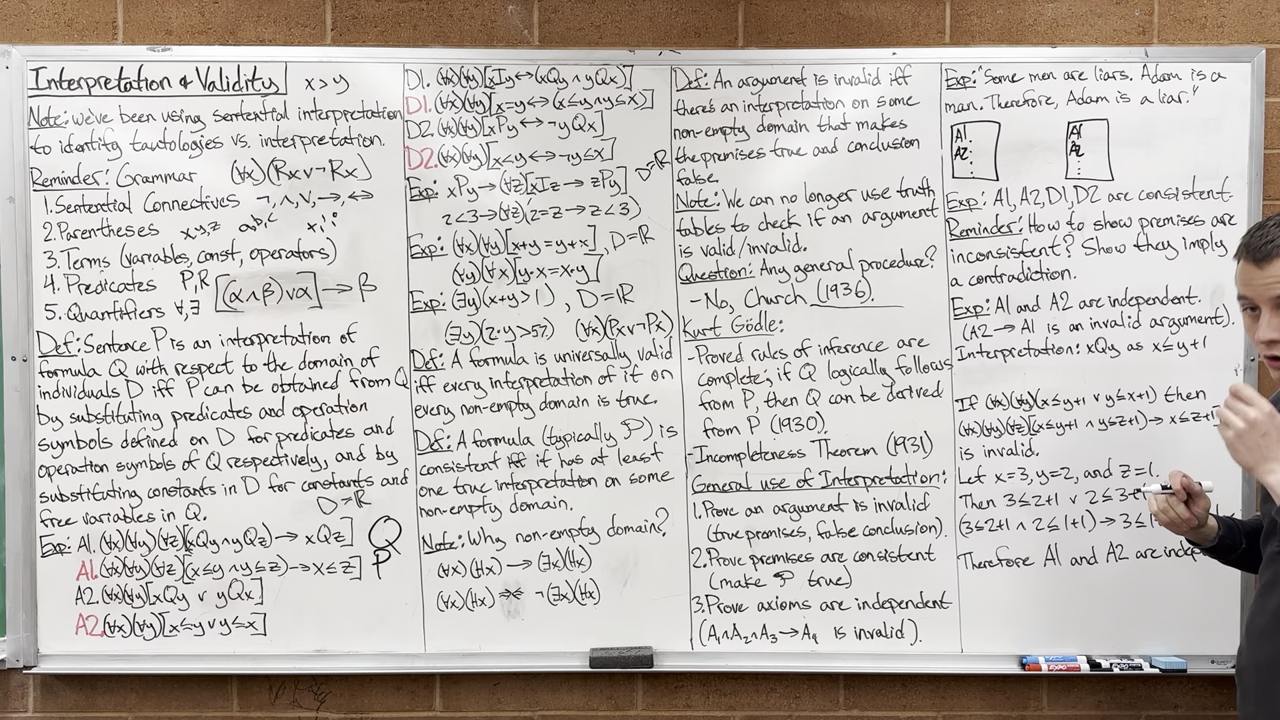 Interpretation & Validity x>y
Note: we've been using sentential interpretation
to identify tautologies vs. interpretation.
Reminder: Grammar (∀x)(Rx∨¬Rx)
1. Sentential Connectives ¬,∧,∨,→,↔
2. Parentheses x,y,z a,b,c
3. Terms (variables, const, operators)
4. Predicates P,R [(α∧β)∨α]→β
5. Quantifiers ∀,∃
Def: Sentence P is an interpretation of
formula Q with respect to the domain of
individuals D iff P can be obtained from Q
by substituting predicates and operation
symbols defined on D for predicates and
operation symbols of Q respectively, and by
substituting constants in D for constants and
free variables in Q. D=ℝ
Exp: A1. (∀x)(∀y)(∀z)[(xQy∧yQz)→xQz] Q
A1. (∀x)(∀y)(∀z)[(x≤y∧y≤z)→x≤z] P
A2. (∀x)(∀y)[xQy ∨ yQx]
A2. (∀x)(∀y)[x≤y∨y≤x]
D1. (∀x)(∀y)[xIy↔(xQy∧yQx)]
D1. (∀x)(∀y)[x=y↔(x≤y∧y≤x)]
D2. (∀x)(∀y)[xPy↔¬yQx]
D2. (∀x)(∀y)[x<y↔¬y≤x] D=ℝ
Exp: xPy→(∀z)[xIz→zPy]
2<3→(∀z)(2=z→z<3)
Exp: (∀x)(∀y)[x+y=y+x], D=ℝ
(∀y)(∀x)[y·x=x·y]
Exp: (∃y)(x+y>1), D=ℝ
(∃y)(2·y>57) (∀x)(Px∨¬Px)
Def: A formula is universally valid
iff every interpretation of it on
every non-empty domain is true.
Def: A formula (typically P) is
consistent iff it has at least
one true interpretation on some
non-empty domain.
Note: Why non-empty domain?
(∀x)(Hx)→(∃x)(Hx)
(∀x)(Hx) ¬(∃x)(Hx)
Def: An argument is invalid iff
there's an interpretation on some
non-empty domain that makes
the premises true and conclusion
false.
Note: We can no longer use truth
tables to check if an argument
is valid/invalid.
Question: Any general procedure?
-No, Church (1936).
Kurt Gödle:
-Proved rules of inference are
complete; if Q logically follows
from P, then Q can be derived
from P (1930).
-Incompleteness Theorem (1931)
General use of Interpretation:
1. Prove an argument is invalid
(true premises, false conclusion).
2. Prove premises are consistent
(make P true)
3. Prove axioms are independent
(A₁∧A₂∧A₃→A₄ is invalid).
Exp: "Some men are liars. Adam is a
man. Therefore, Adam is a liar."
A1. A1.
A2. A2.
Exp: A1, A2, D1, D2 are consistent.
Reminder: How to show premises are
inconsistent? Show they imply
a contradiction.
Exp: A1 and A2 are independent.
(A2→A1 is an invalid argument).
Interpretation: xQy as x≤y+1
If (∀x)(∀y)(x≤y+1 ∨ y≤x+1) then
(∀x)(∀y)(∀z)[(x≤y+1 ∧ y≤z+1)→x≤z+1]
is invalid.
Let x=3, y=2, and z=1.
Then 3≤2+1 ∨ 2≤3+
(3≤2+1 ∧ 2≤1+1)→3≤1
Therefore A1 and A2 are indep